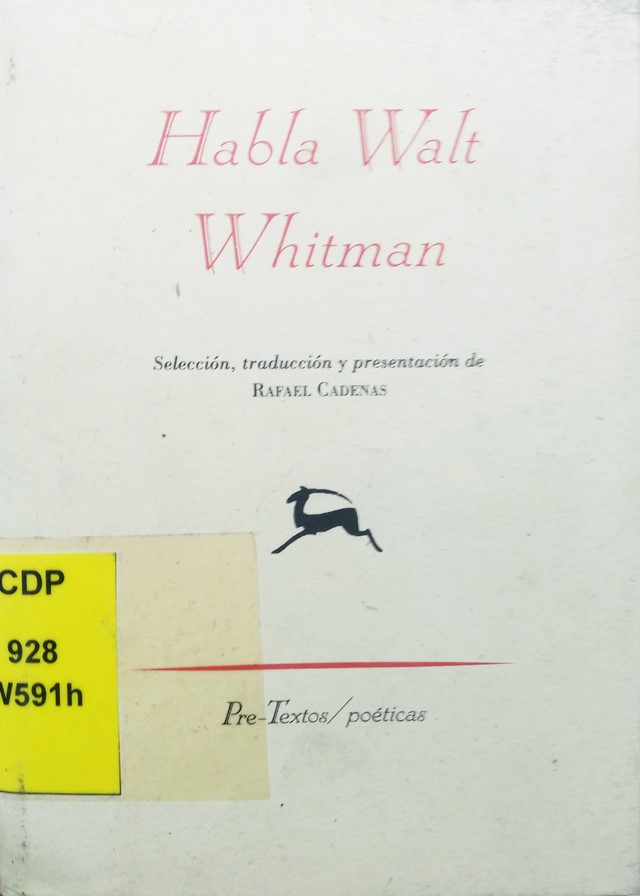 Habla Walt
Whitman
Selección, traducción y presentación de
RAFAEL CADENAS
CDP
928
W591h
Pre-Textos/poéticas